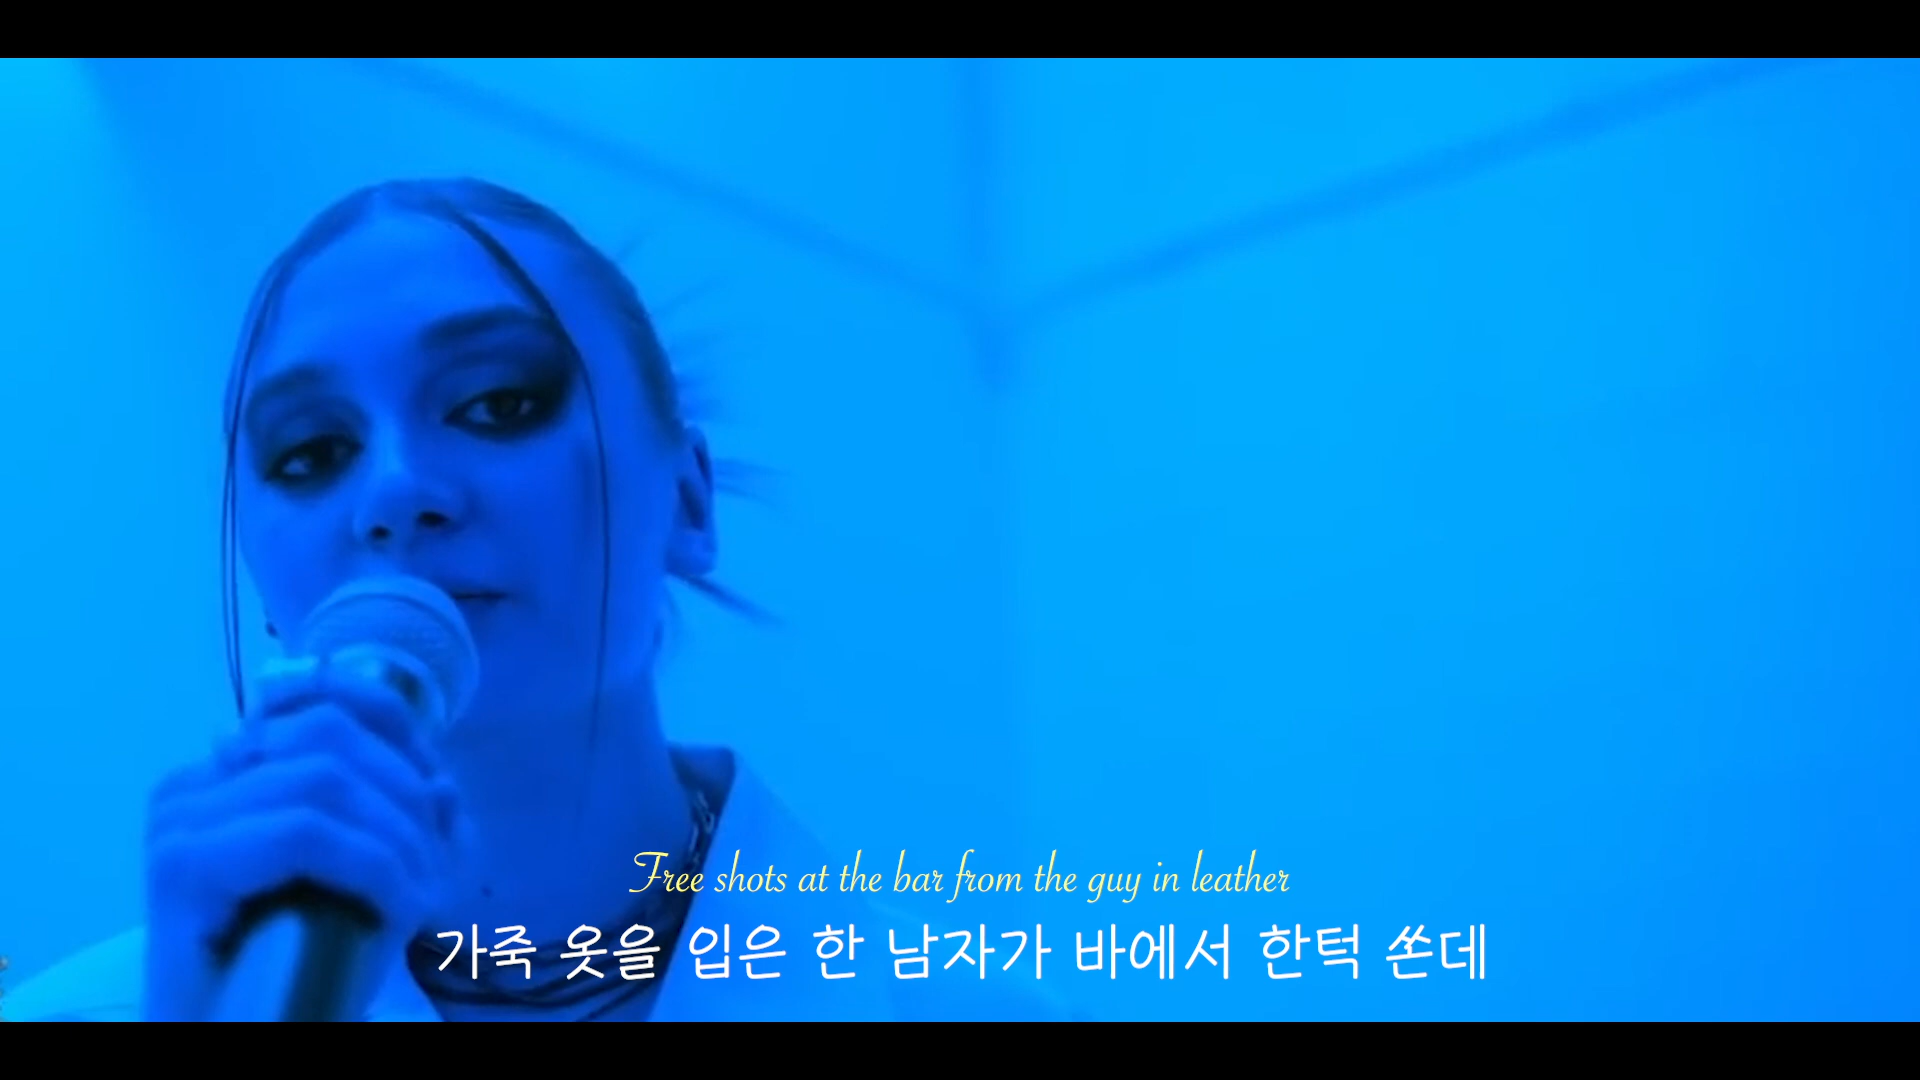 Free shots at the bar from the guy in leather
가죽 옷을 입은 한 남자가 바에서 한턱 쏜데